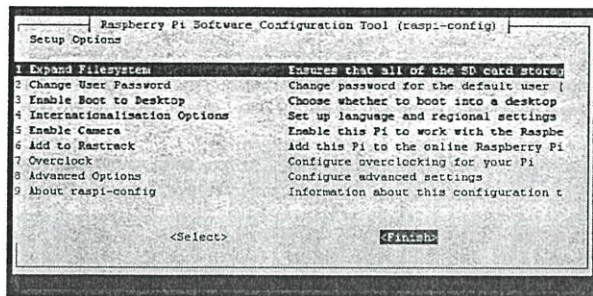 Raspberry Pi Software Configuration Tool (raspi-config)
Setup Options
1 Expand Filesystem Ensures that all of the SD card storag
2 Change User Password Change password for the default user (
3 Enable Boot to Desktop Choose whether to boot into a desktop
4 Internationalisation Options Set up language and regional settings
5 Enable Camera Enable this Pi to work with the Raspbe
6 Add to Rastrack Add this Pi to the online Raspberry Pi
7 Overclock Configure overclocking for your Pi
8 Advanced Options Configure advanced settings
9 About raspi-config Information about this configuration t
<Select> <Finish>